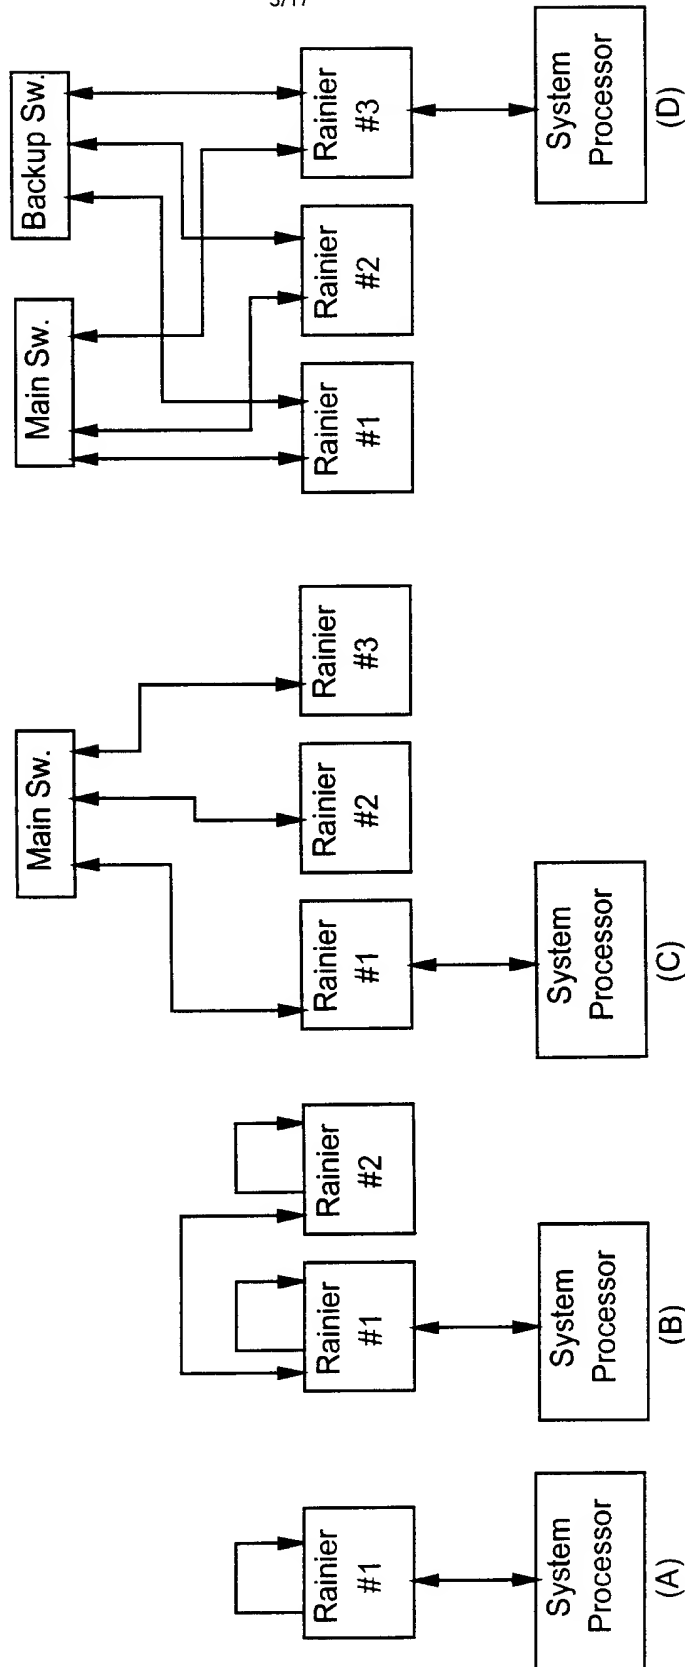 3/17
Rainier
#1
System
Processor
(A)
Rainier
#1
Rainier
#2
System
Processor
(B)
Main Sw.
Rainier
#1
Rainier
#2
Rainier
#3
System
Processor
(C)
Main Sw.
Backup Sw.
Rainier
#1
Rainier
#2
Rainier
#3
System
Processor
(D)